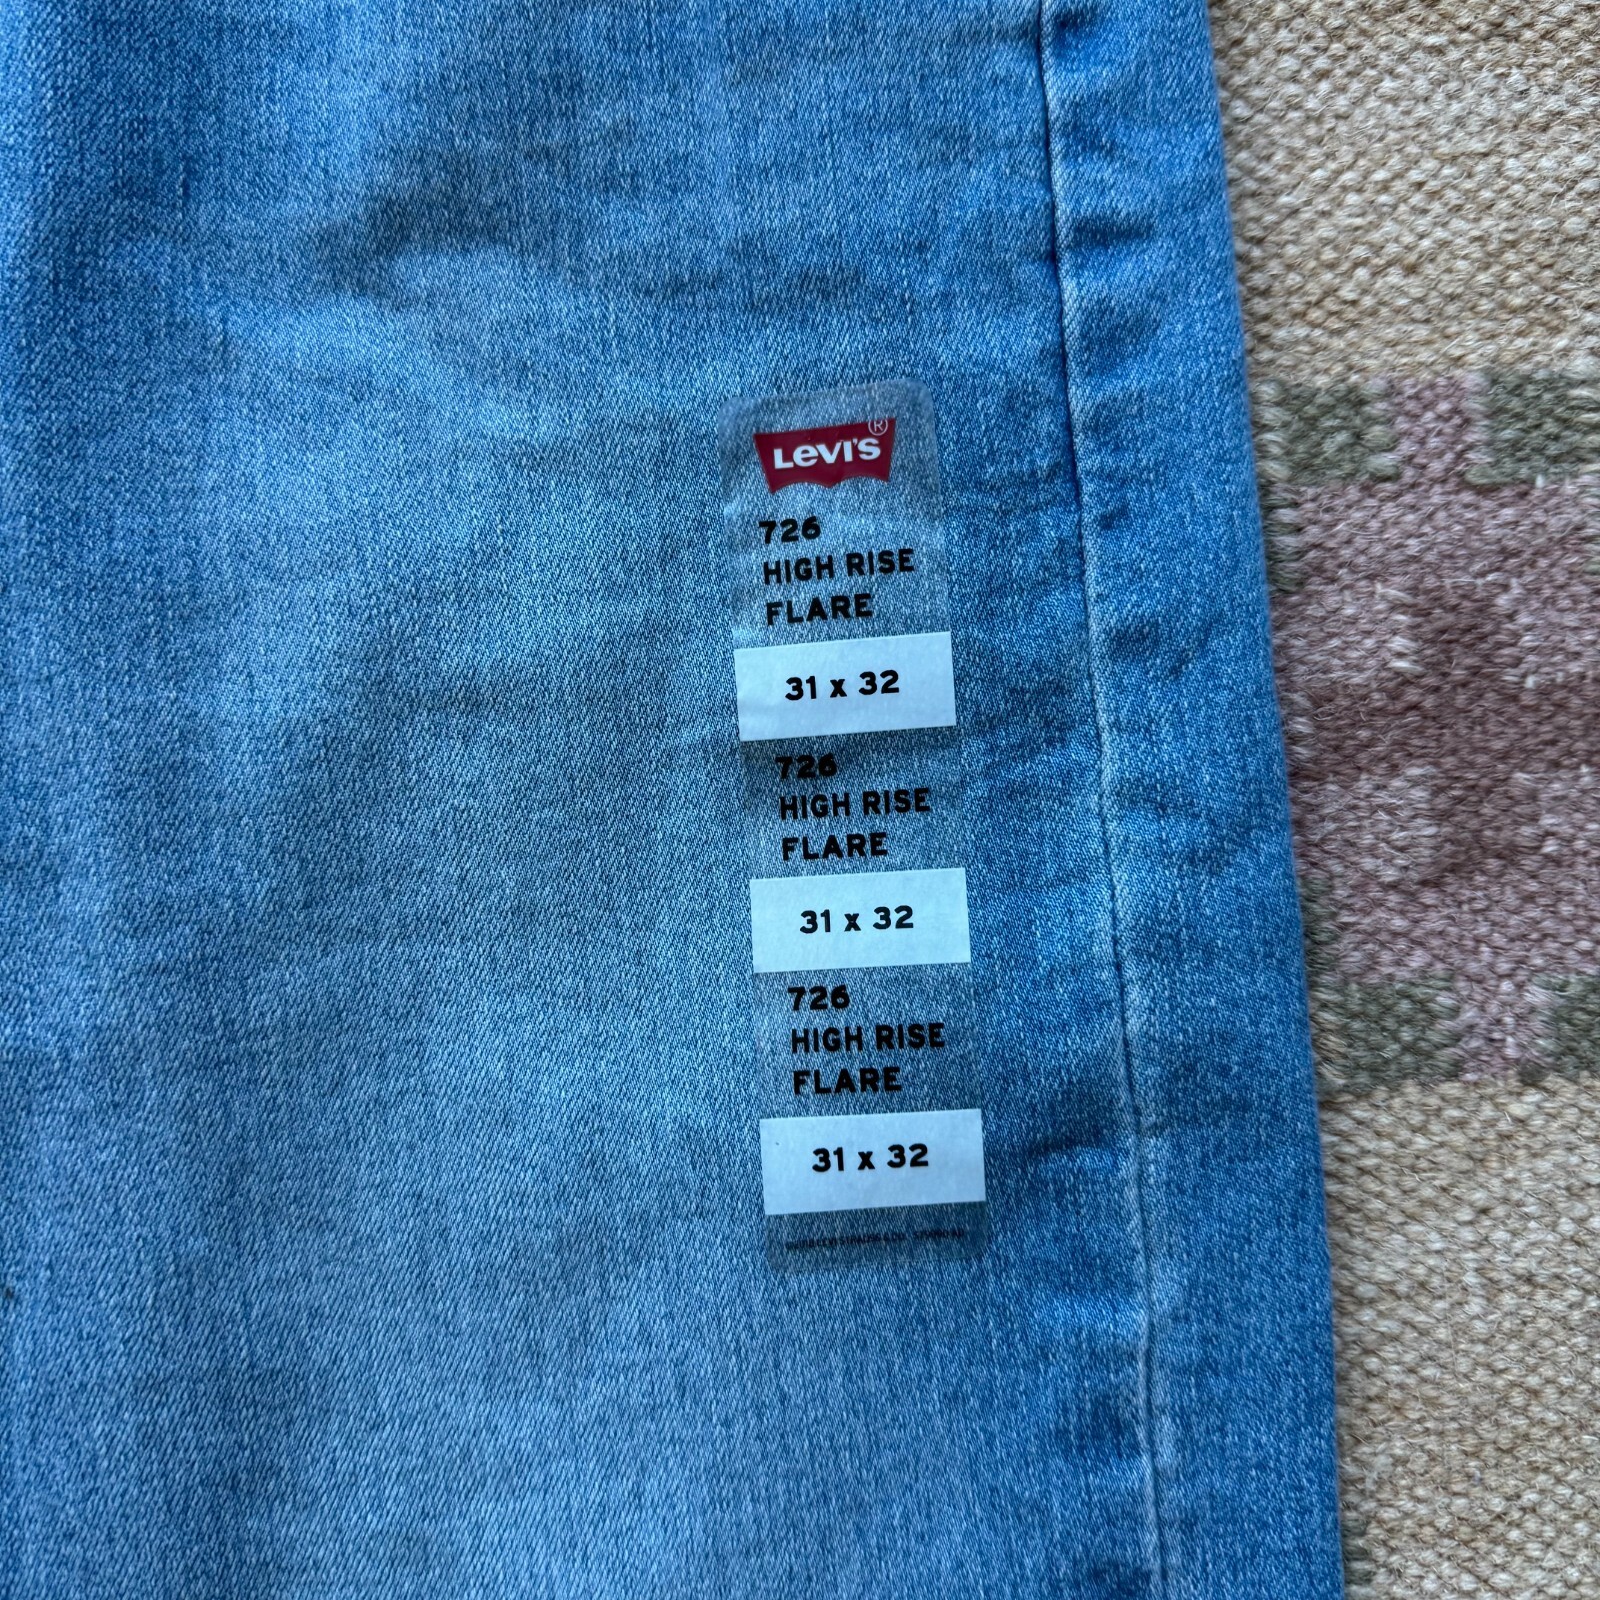 LEVI'S®
726
HIGH RISE
FLARE
31 x 32
726
HIGH RISE
FLARE
31 x 32
726
HIGH RISE
FLARE
31 x 32